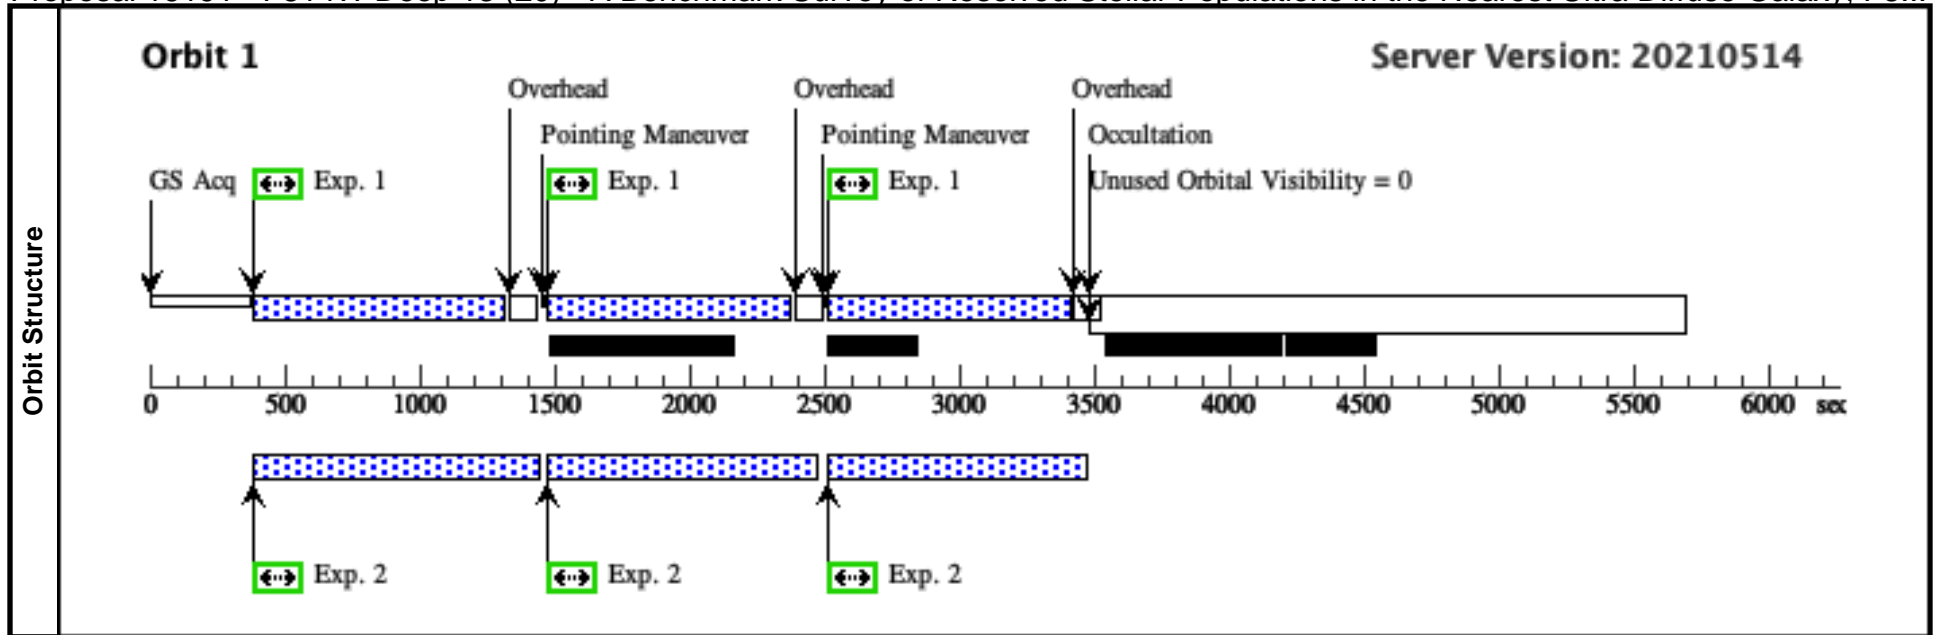 Orbit Structure
Orbit 1
Server Version: 20210514
Overhead
Overhead
Overhead
Pointing Maneuver
Pointing Maneuver
Occultation
GS Acq
Exp. 1
Exp. 1
Exp. 1
Unused Orbital Visibility = 0
0 500 1000 1500 2000 2500 3000 3500 4000 4500 5000 5500 6000 sec
Exp. 2
Exp. 2
Exp. 2